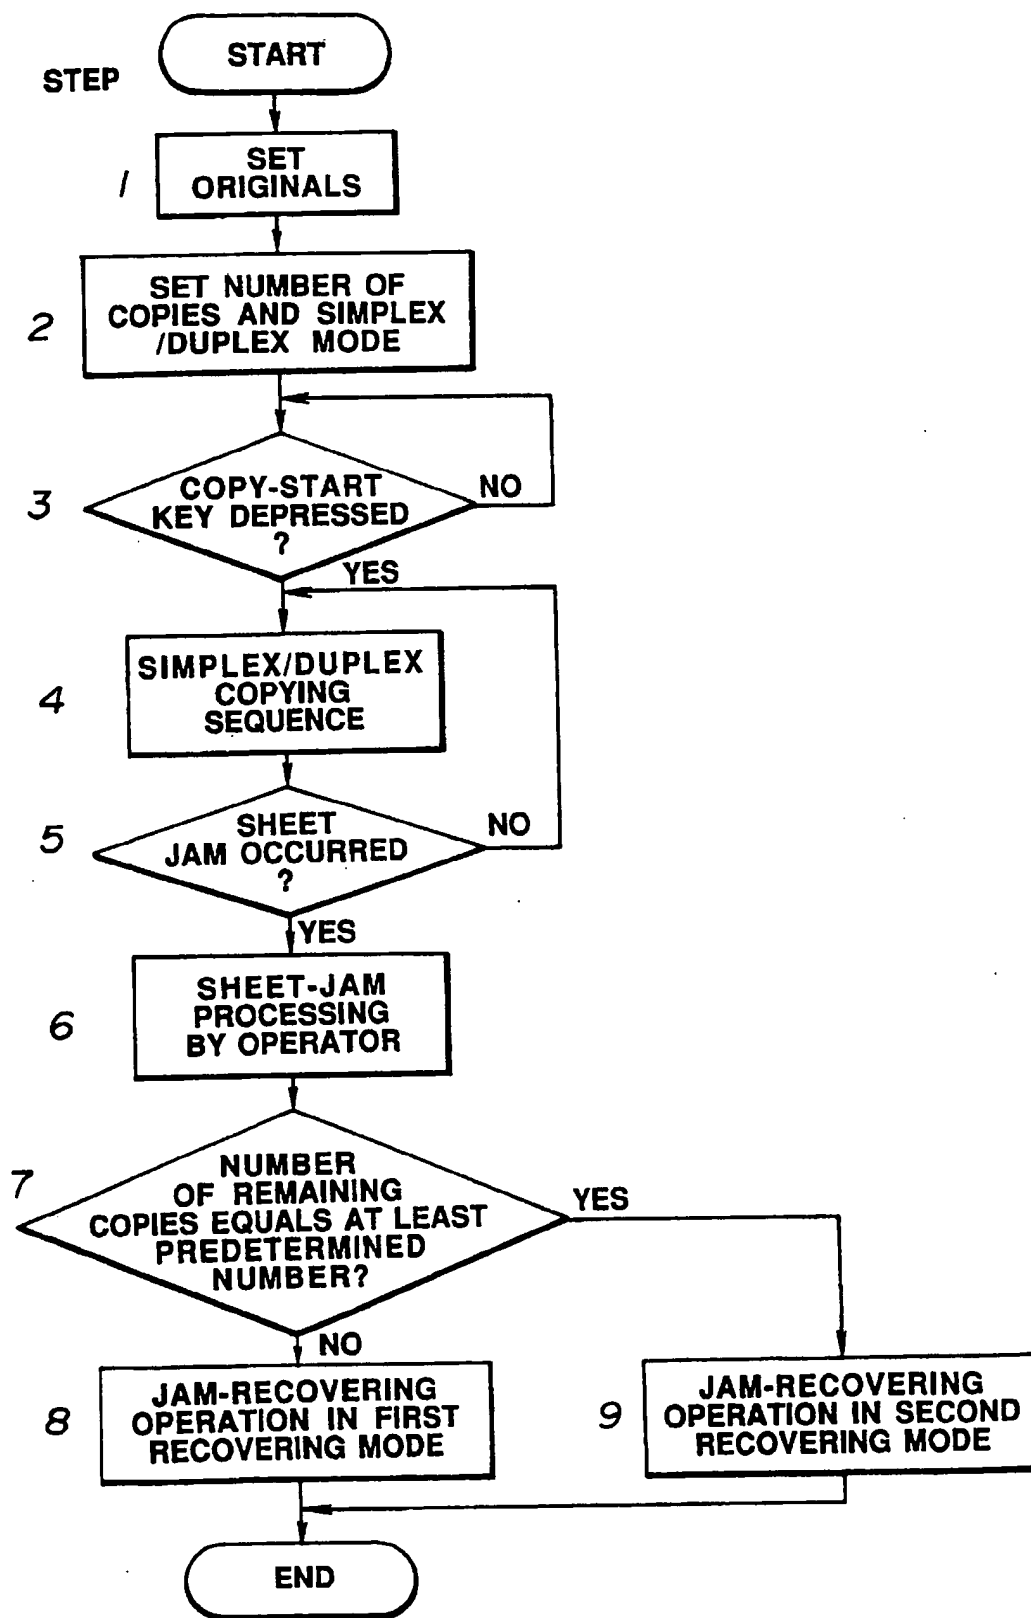 START
STEP
1
SET
ORIGINALS
2
SET NUMBER OF
COPIES AND SIMPLEX
/DUPLEX MODE
3
COPY-START
KEY DEPRESSED
?
NO
YES
4
SIMPLEX/DUPLEX
COPYING
SEQUENCE
5
SHEET
JAM OCCURRED
?
NO
YES
6
SHEET-JAM
PROCESSING
BY OPERATOR
7
NUMBER
OF REMAINING
COPIES EQUALS AT LEAST
PREDETERMINED
NUMBER?
YES
NO
8
JAM-RECOVERING
OPERATION IN FIRST
RECOVERING MODE
9
JAM-RECOVERING
OPERATION IN SECOND
RECOVERING MODE
END